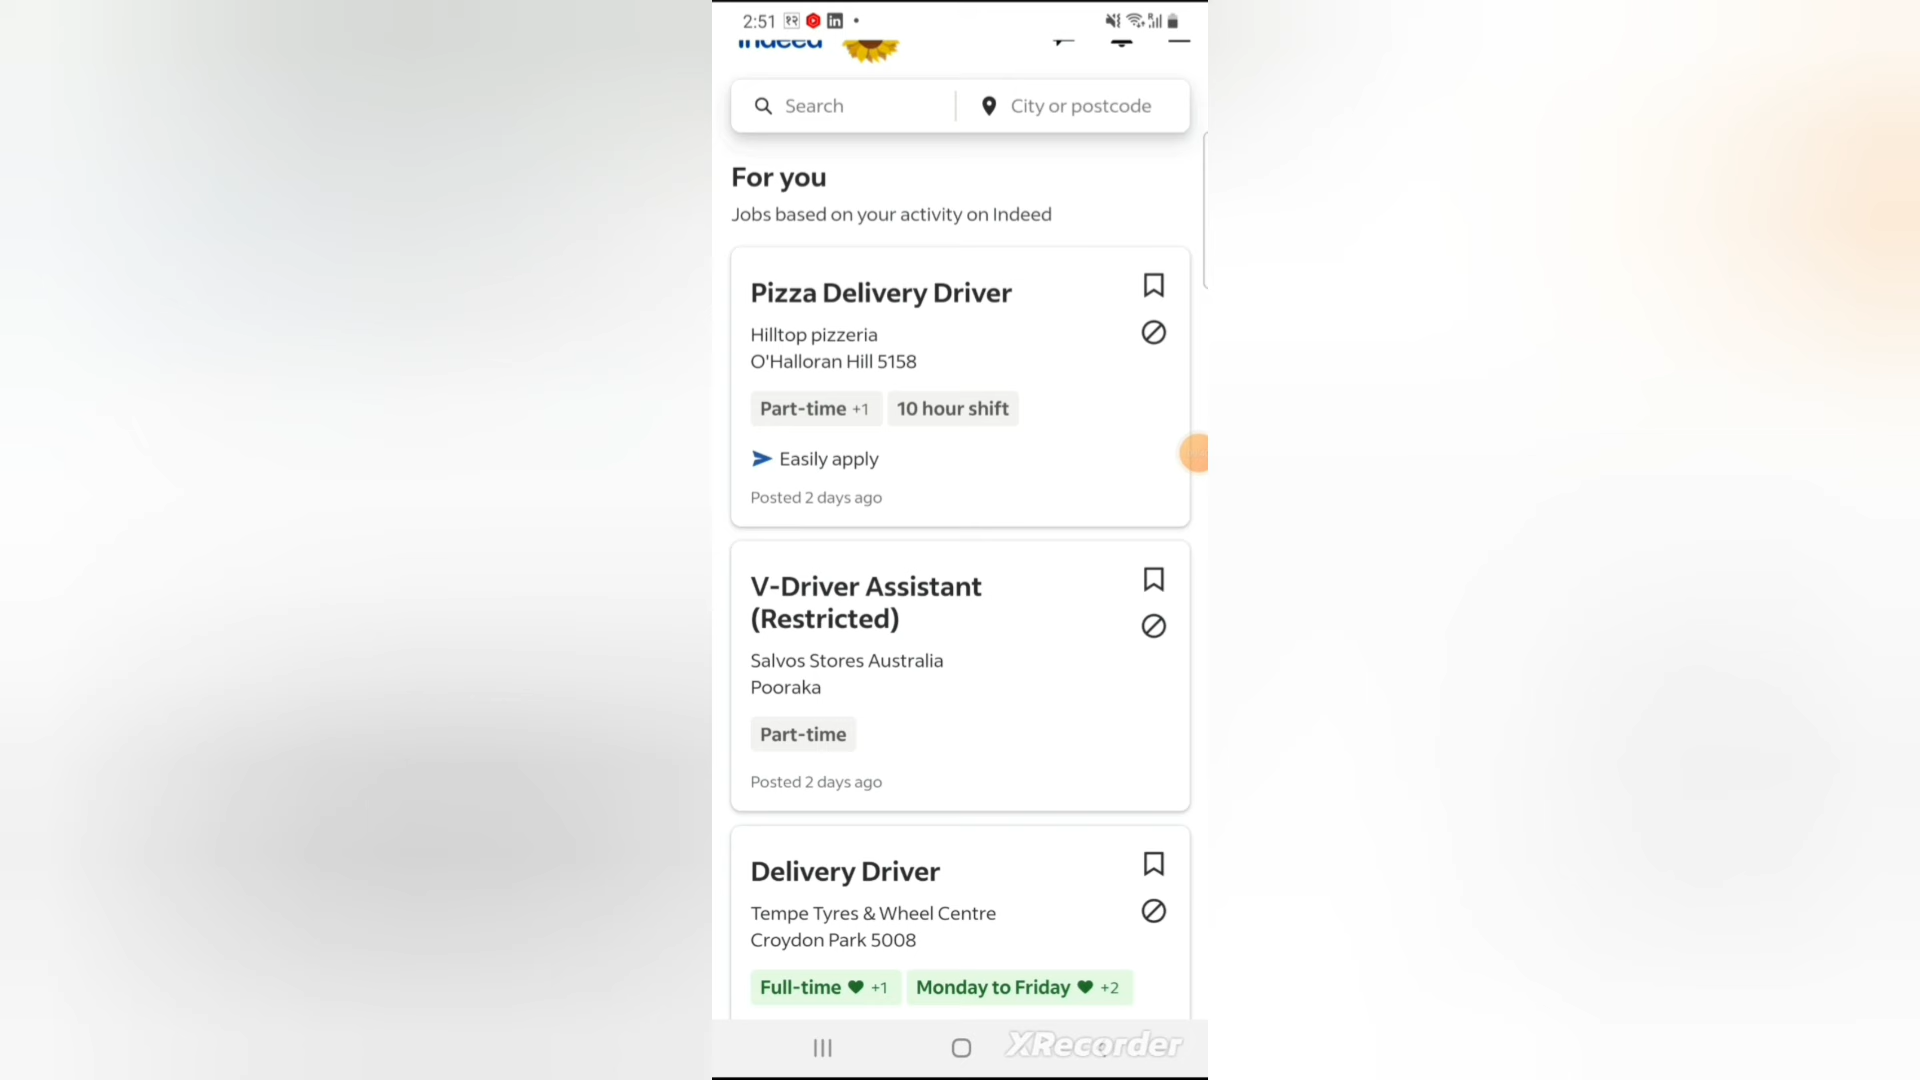 2:51 १२ in
indeed
Search City or postcode
For you
Jobs based on your activity on Indeed
Pizza Delivery Driver
Hilltop pizzeria
O'Halloran Hill 5158
Part-time +1 10 hour shift
Easily apply
Posted 2 days ago
V-Driver Assistant
(Restricted)
Salvos Stores Australia
Pooraka
Part-time
Posted 2 days ago
Delivery Driver
Tempe Tyres & Wheel Centre
Croydon Park 5008
Full-time +1 Monday to Friday +2
XRecorder